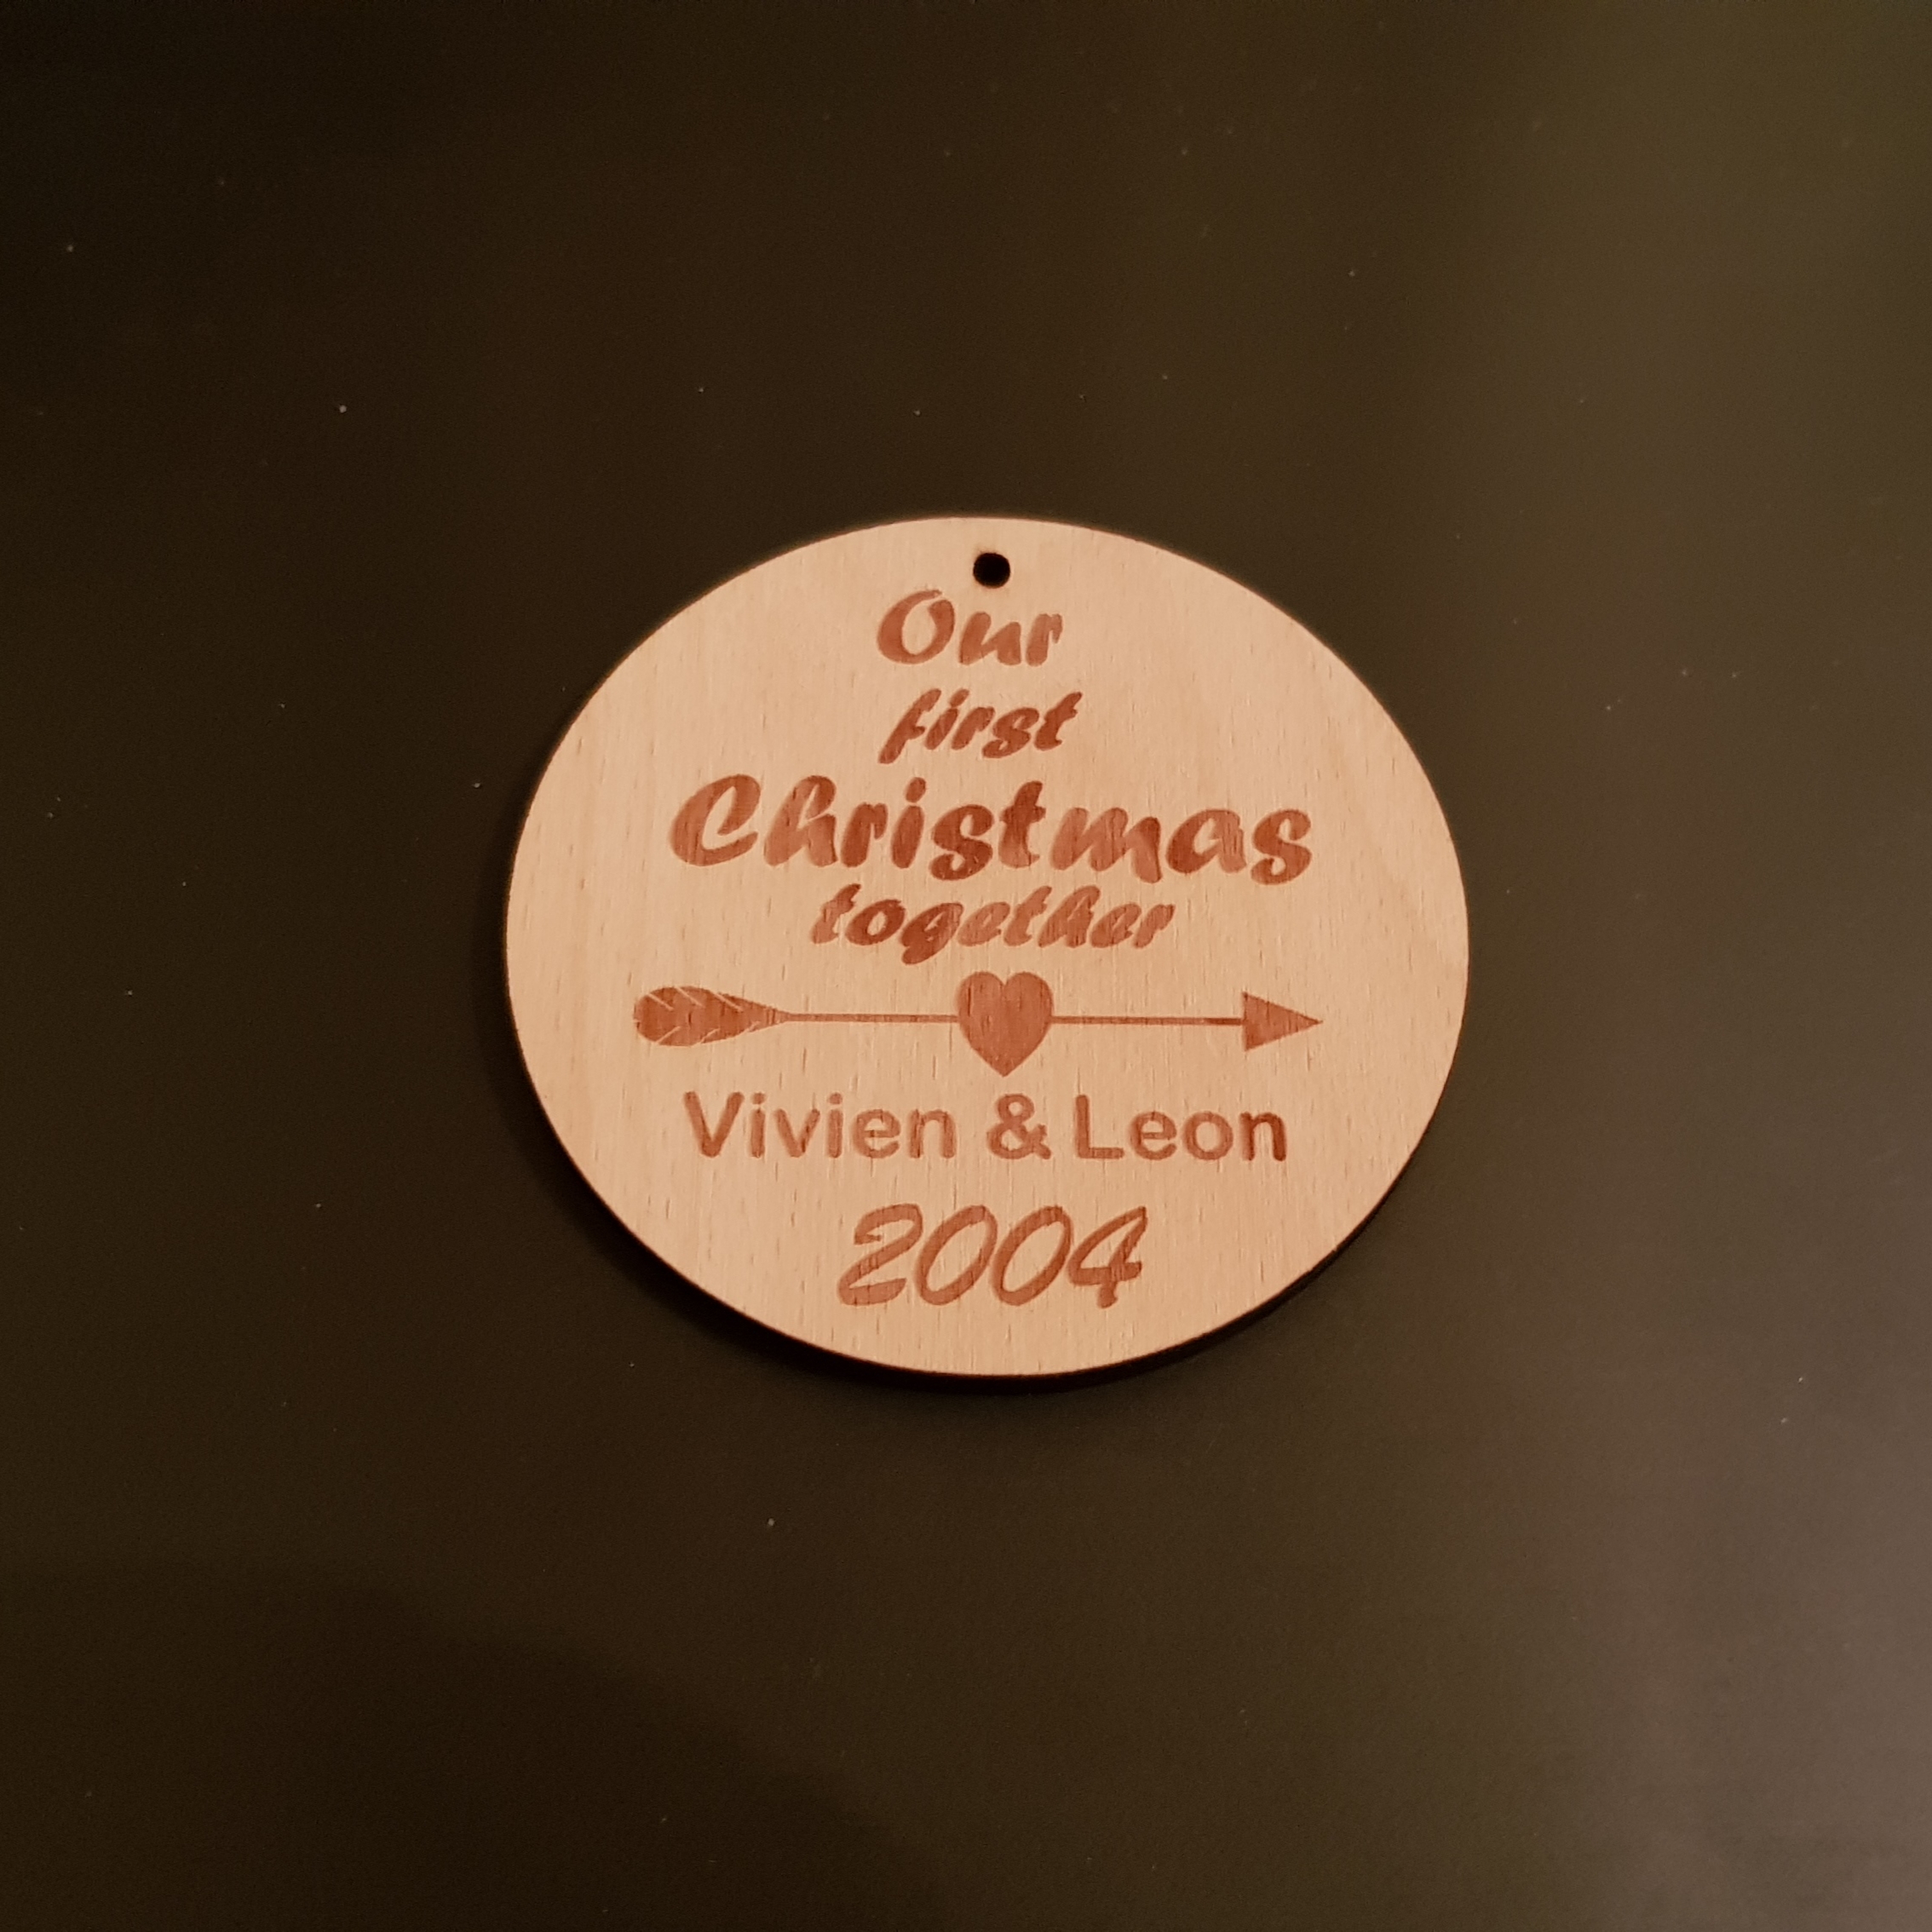 Our
first
Christmas
together
Vivien & Leon
2004